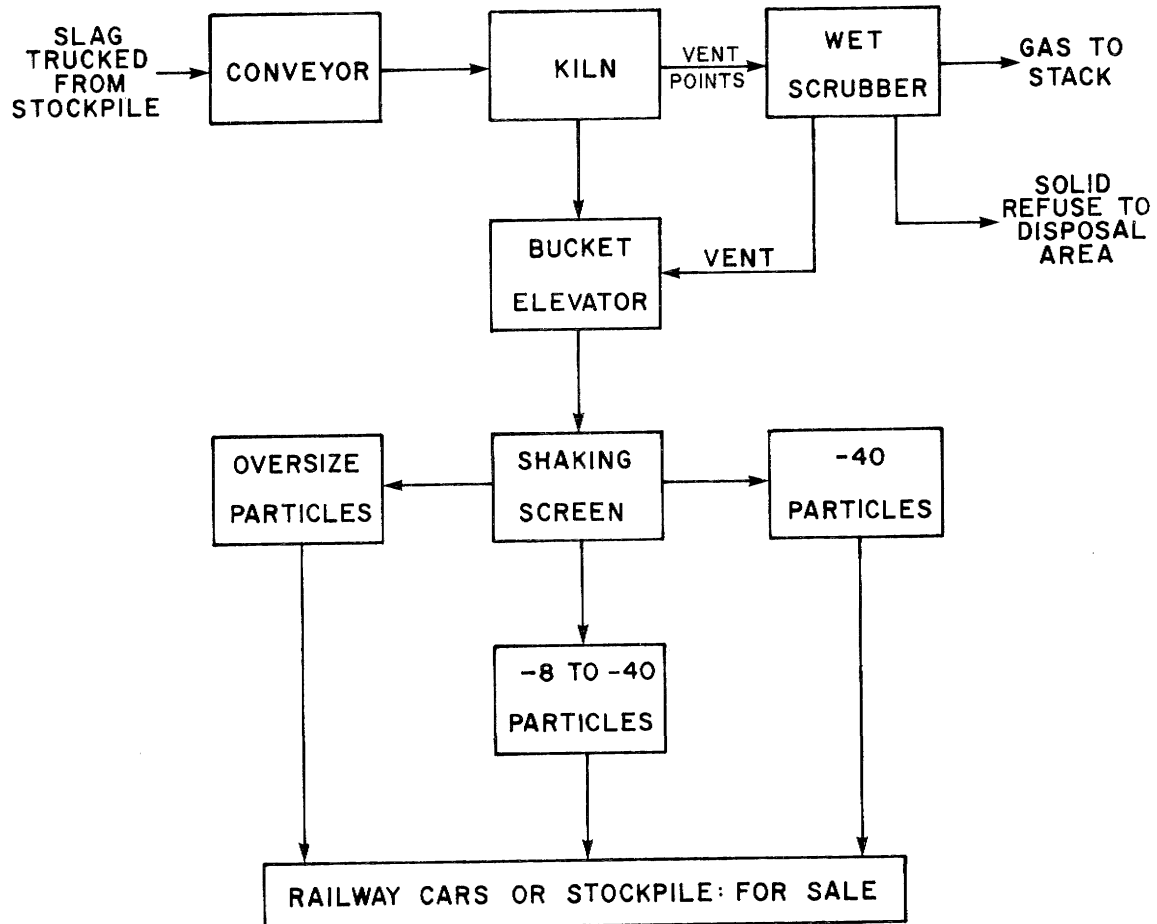 SLAG
TRUCKED
FROM
STOCKPILE
CONVEYOR
KILN
VENT
POINTS
WET
SCRUBBER
GAS TO
STACK
SOLID
REFUSE TO
DISPOSAL
AREA
BUCKET
ELEVATOR
VENT
OVERSIZE
PARTICLES
SHAKING
SCREEN
-40
PARTICLES
-8 TO -40
PARTICLES
RAILWAY CARS OR STOCKPILE: FOR SALE